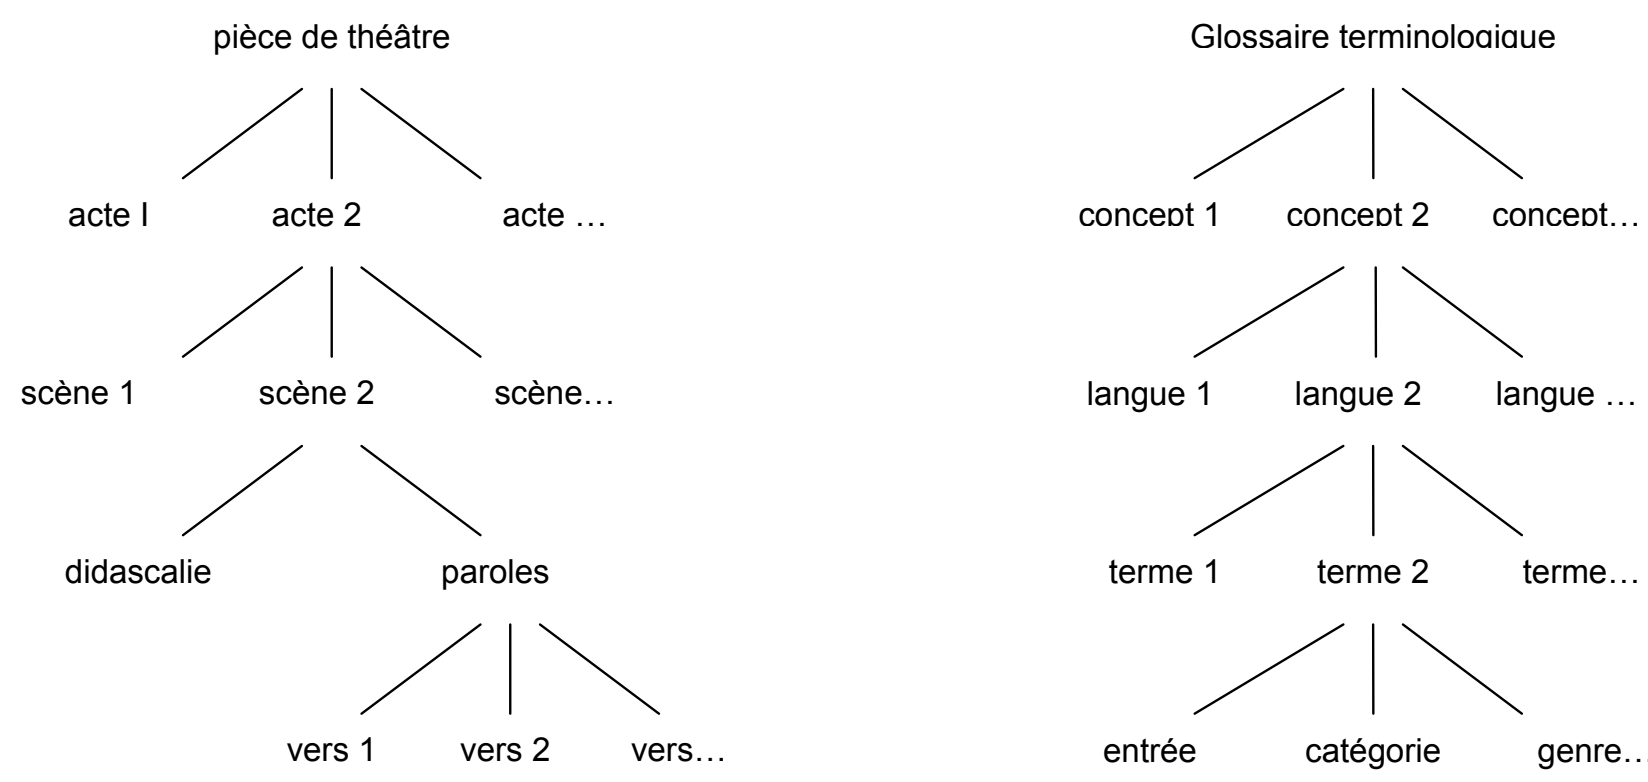 pièce de théâtre
acte I acte 2 acte …
scène 1 scène 2 scène…
didascalie paroles
vers 1 vers 2 vers…
Glossaire terminologique
concept 1 concept 2 concept…
langue 1 langue 2 langue …
terme 1 terme 2 terme…
entrée catégorie genre…